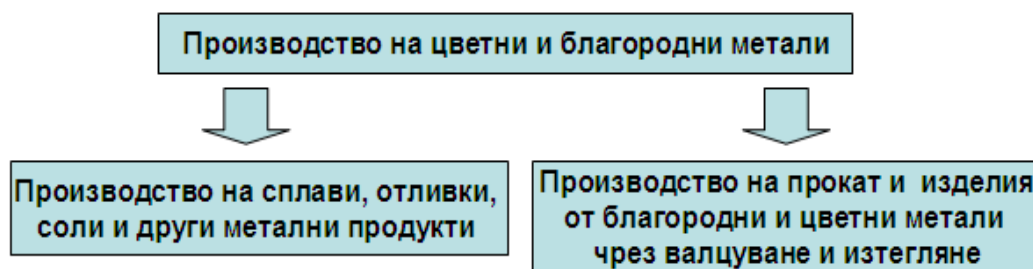 Производство на цветни и благородни метали
Производство на сплави, отливки,
соли и други метални продукти
Производство на прокат и изделия
от благородни и цветни метали
чрез валцуване и изтегляне